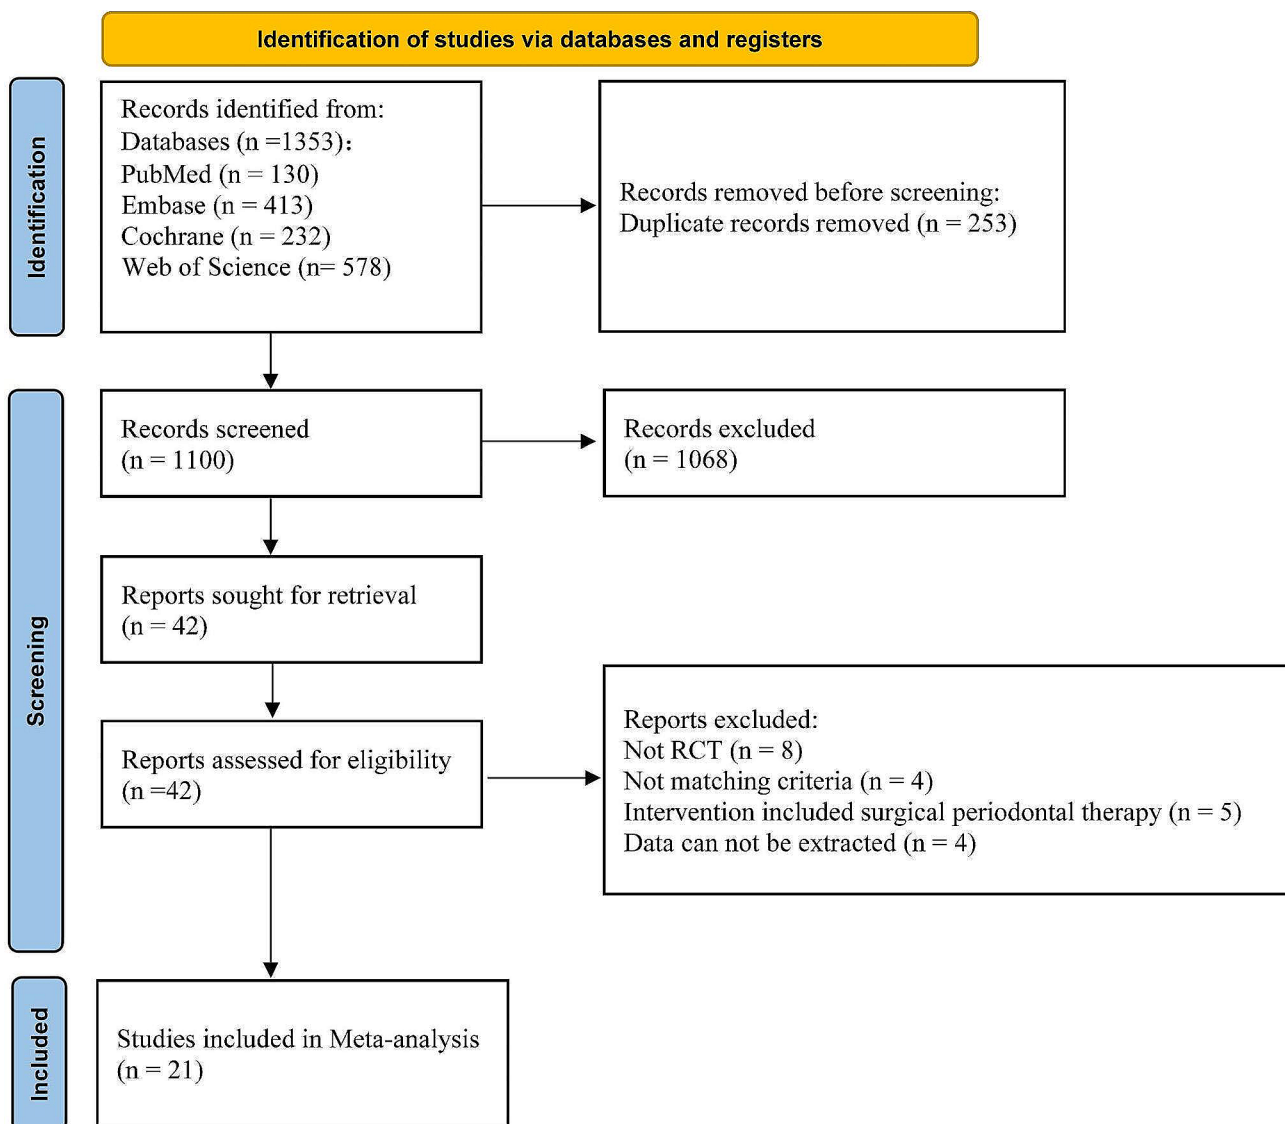 Identification of studies via databases and registers
Identification
Records identified from:
Databases (n =1353)：
PubMed (n = 130)
Embase (n = 413)
Cochrane (n = 232)
Web of Science (n= 578)
Records removed before screening:
Duplicate records removed (n = 253)
Screening
Records screened
(n = 1100)
Records excluded
(n = 1068)
Reports sought for retrieval
(n = 42)
Reports assessed for eligibility
(n =42)
Reports excluded:
Not RCT (n = 8)
Not matching criteria (n = 4)
Intervention included surgical periodontal therapy (n = 5)
Data can not be extracted (n = 4)
Included
Studies included in Meta-analysis
(n = 21)